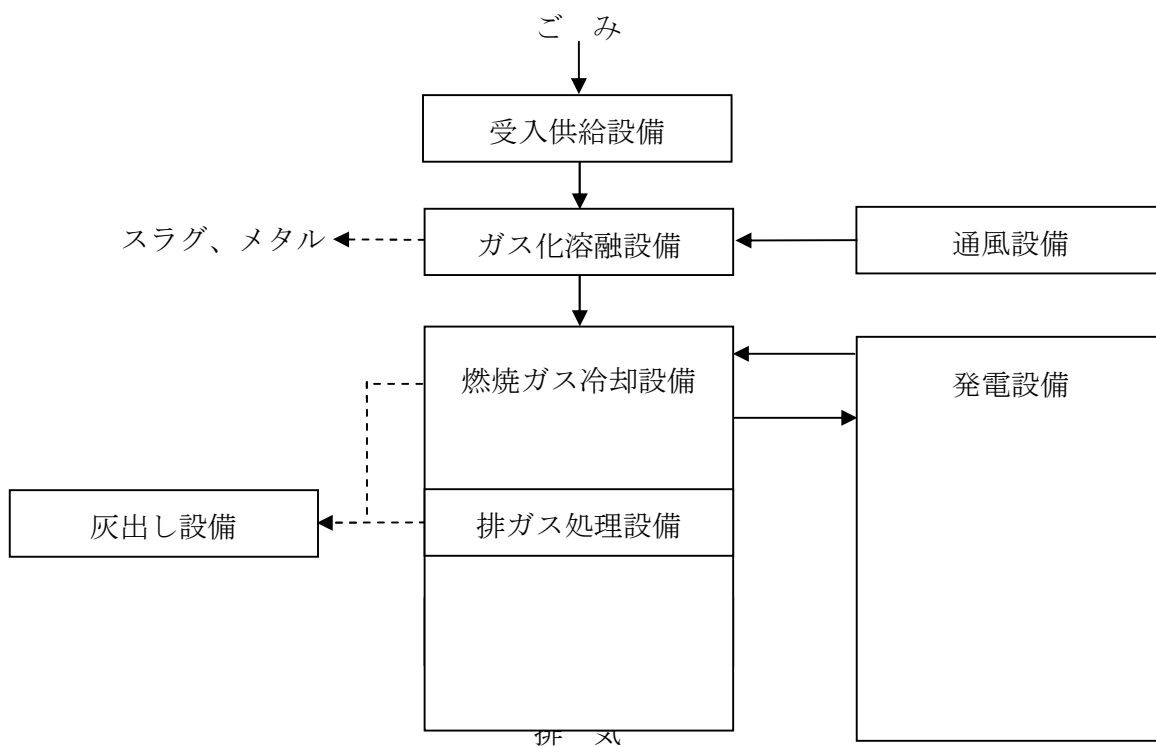 ご み
受入供給設備
スラグ、メタル
ガス化溶融設備
通風設備
燃焼ガス冷却設備
発電設備
灰出し設備
排ガス処理設備
排 気